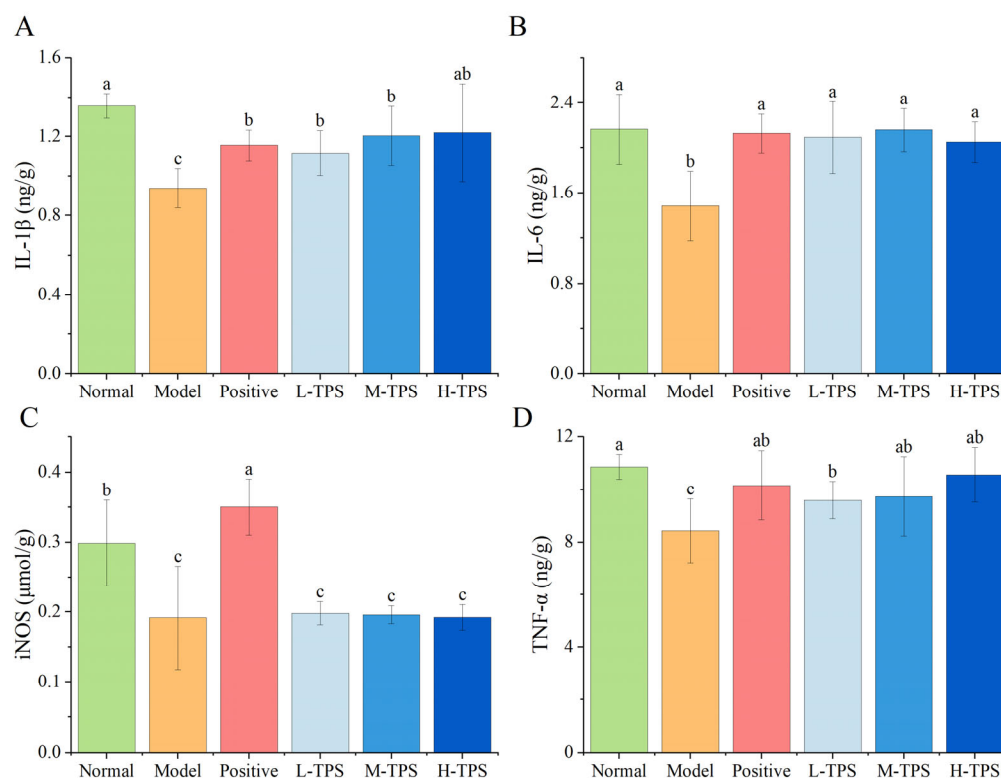 A
IL-1β (ng/g)
1.6
1.2
0.8
0.4
0.0
a
c
b
b
b
ab
Normal Model Positive L-TPS M-TPS H-TPS
B
IL-6 (ng/g)
2.4
1.6
0.8
0.0
a
b
a
a
a
a
Normal Model Positive L-TPS M-TPS H-TPS
C
iNOS (μmol/g)
0.4
0.3
0.2
0.1
0.0
b
c
a
c
c
c
Normal Model Positive L-TPS M-TPS H-TPS
D
TNF-α (ng/g)
12
8
4
0
a
c
ab
b
ab
ab
Normal Model Positive L-TPS M-TPS H-TPS